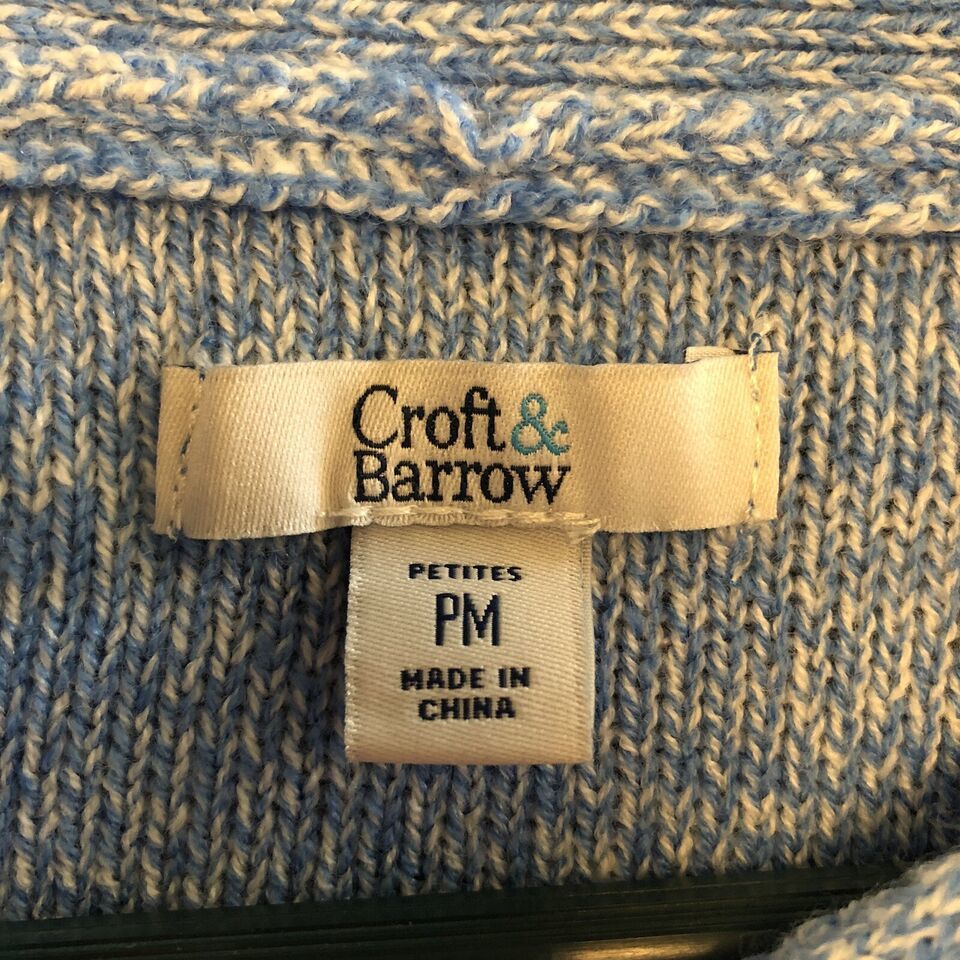 Croft &
Barrow
PETITES
PM
MADE IN
CHINA